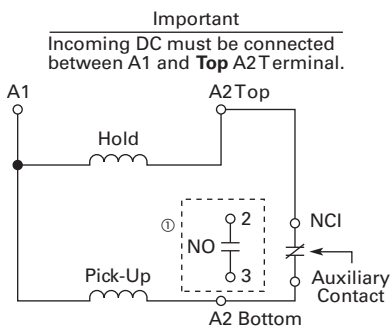 Important
Incoming DC must be connected
between A1 and Top A2 Terminal.
A1
A2 Top
Hold
①
2
NCI
NO
3
Pick-Up
Auxiliary
Contact
A2 Bottom